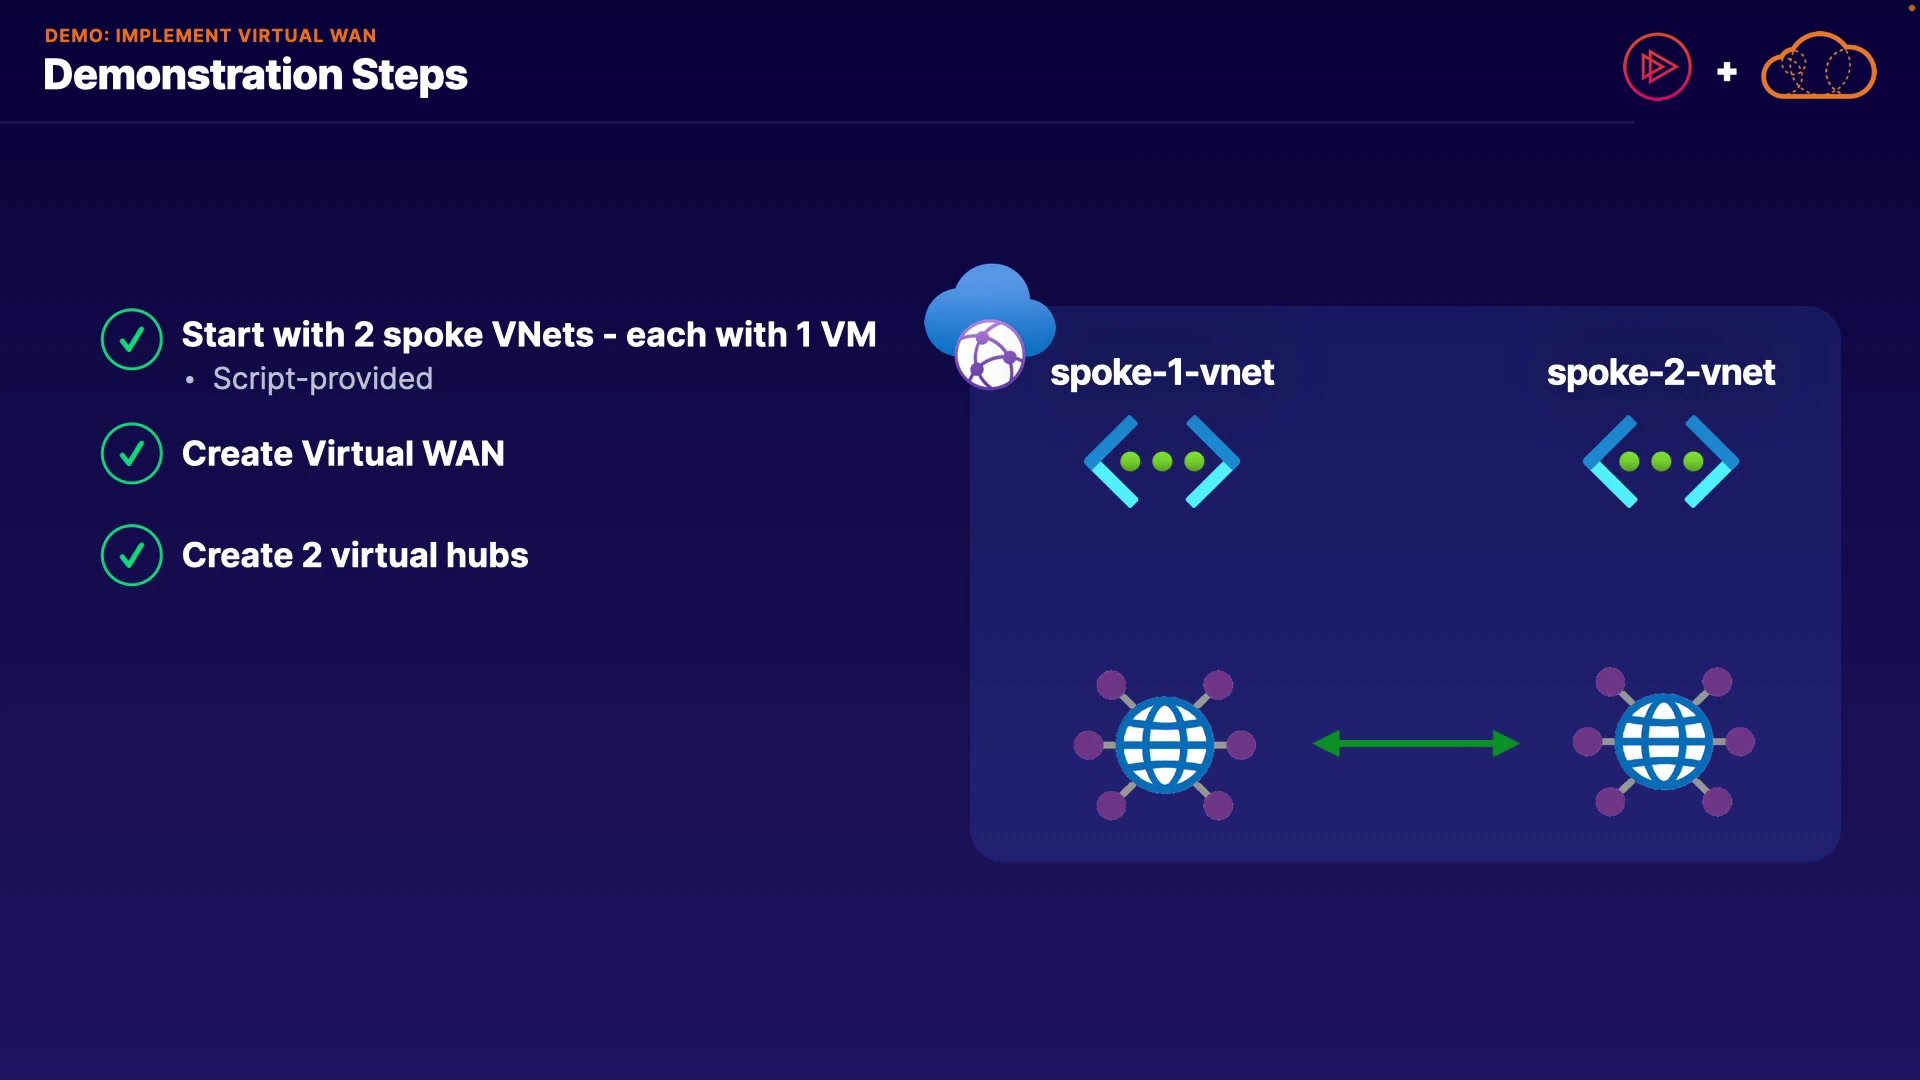 DEMO: IMPLEMENT VIRTUAL WAN
Demonstration Steps
Start with 2 spoke VNets - each with 1 VM
• Script-provided
Create Virtual WAN
Create 2 virtual hubs
spoke-1-vnet
spoke-2-vnet